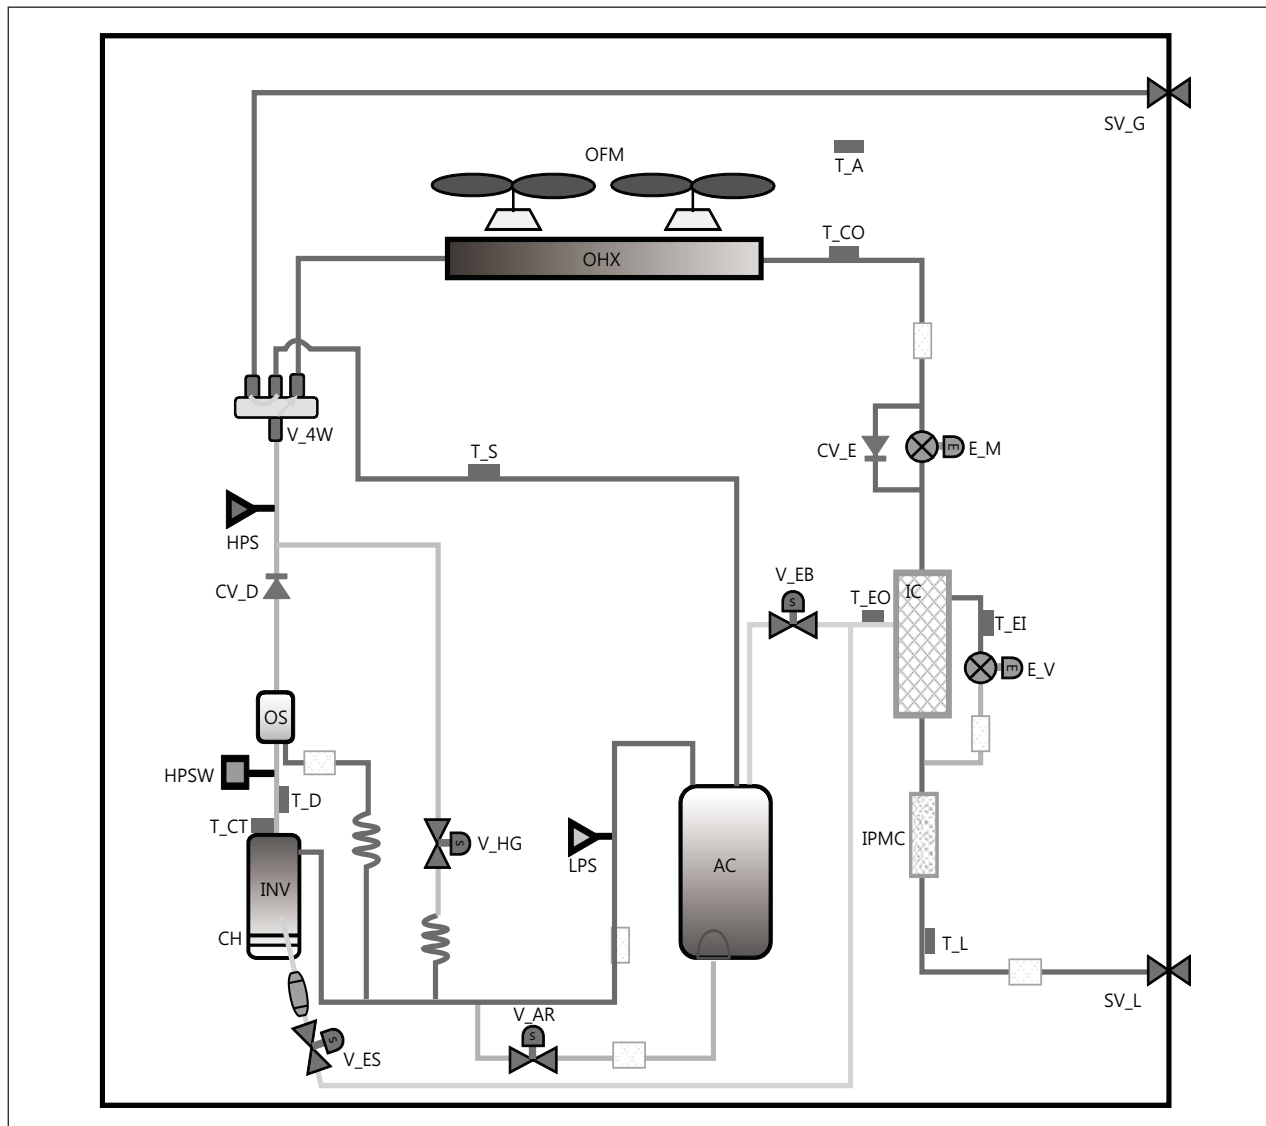 SV_G
OFM
T_A
T_CO
OHX
V_4W
T_S
CV_E
E
E_M
HPS
V_EB
S
CV_D
T_EO
IC
T_EI
E
E_V
OS
HPSW
T_D
T_CT
S
V_HG
LPS
AC
IPMC
INV
CH
T_L
SV_L
V_AR
S
S
V_ES